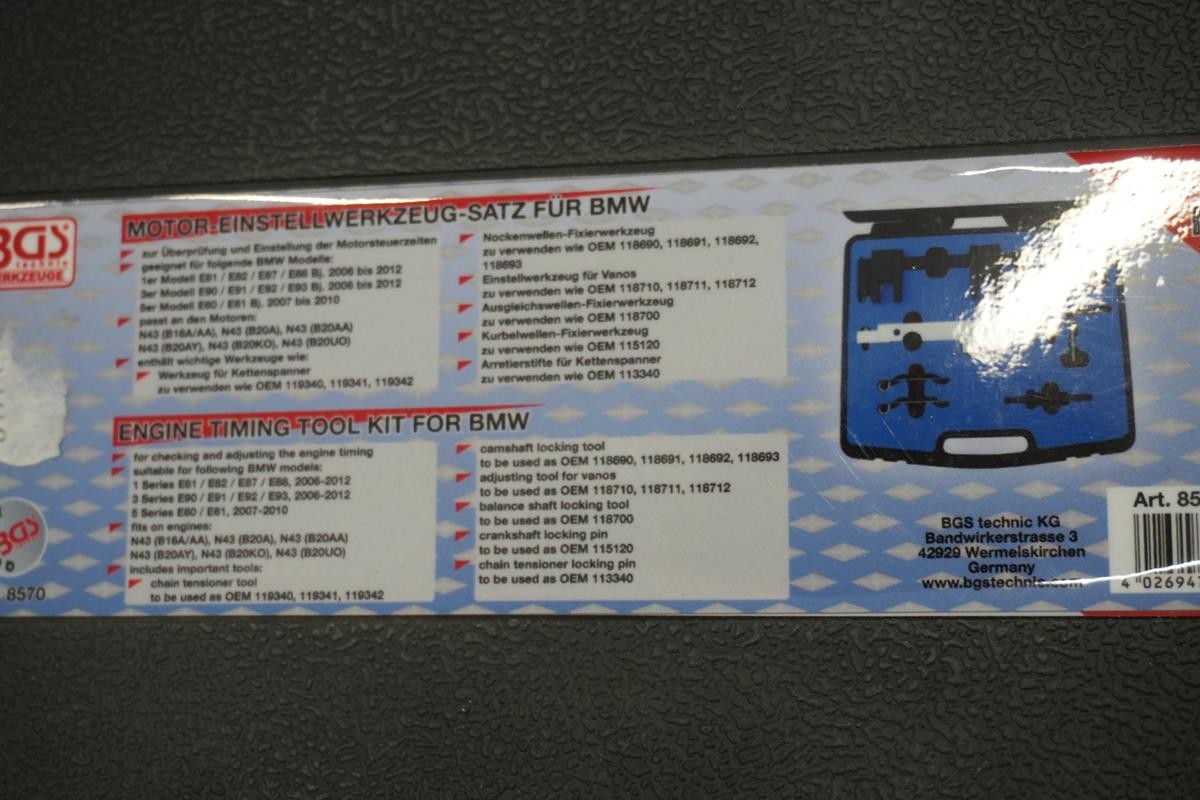 BGS
technic
WERKZEUGE
MOTOR-EINSTELLWERKZEUG-SATZ FÜR BMW
zur Überprüfung und Einstellung der Motorsteuerzeiten
geeignet für folgende BMW Modelle:
1er Modell E81 / E82 / E87 / E88 Bj. 2006 bis 2012
3er Modell E90 / E91 / E92 / E93 Bj. 2006 bis 2012
5er Modell E60 / E61 Bj. 2007 bis 2010
passt an den Motoren:
N43 (B16A/AA), N43 (B20A), N43 (B20AA)
N43 (B20AY), N43 (B20KO), N43 (B20UO)
enthält wichtige Werkzeuge wie:
Werkzeug für Kettenspanner
zu verwenden wie OEM 119340, 119341, 119342
Nockenwellen-Fixierwerkzeug
zu verwenden wie OEM 118690, 118691, 118692,
118693
Einstellwerkzeug für Vanos
zu verwenden wie OEM 118710, 118711, 118712
Ausgleichswellen-Fixierwerkzeug
zu verwenden wie OEM 118700
Kurbelwellen-Fixierwerkzeug
zu verwenden wie OEM 115120
Arretierstifte für Kettenspanner
zu verwenden wie OEM 113340
ENGINE TIMING TOOL KIT FOR BMW
for checking and adjusting the engine timing
suitable for following BMW models:
1 Series E81 / E82 / E87 / E88, 2006-2012
3 Series E90 / E91 / E92 / E93, 2006-2012
5 Series E60 / E61, 2007-2010
fits on engines:
N43 (B16A/AA), N43 (B20A), N43 (B20AA)
N43 (B20AY), N43 (B20KO), N43 (B20UO)
includes important tools:
chain tensioner tool
to be used as OEM 119340, 119341, 119342
camshaft locking tool
to be used as OEM 118690, 118691, 118692, 118693
adjusting tool for vanos
to be used as OEM 118710, 118711, 118712
balance shaft locking tool
to be used as OEM 118700
crankshaft locking pin
to be used as OEM 115120
chain tensioner locking pin
to be used as OEM 113340
BGS
8570
BGS technic KG
Bandwirkerstrasse 3
42929 Wermelskirchen
Germany
www.bgstechnic.com
Art. 85
4 02694